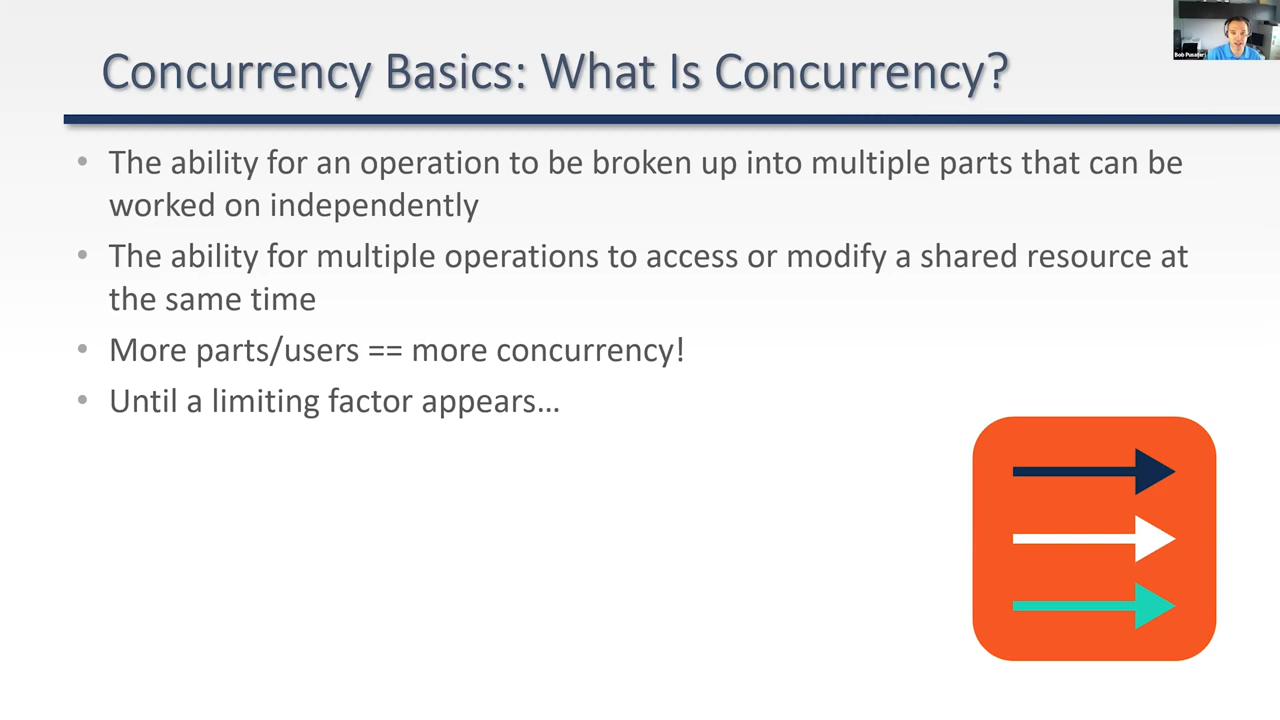 Concurrency Basics: What Is Concurrency?
Bob Pusateri
• The ability for an operation to be broken up into multiple parts that can be
worked on independently
• The ability for multiple operations to access or modify a shared resource at
the same time
• More parts/users == more concurrency!
• Until a limiting factor appears…